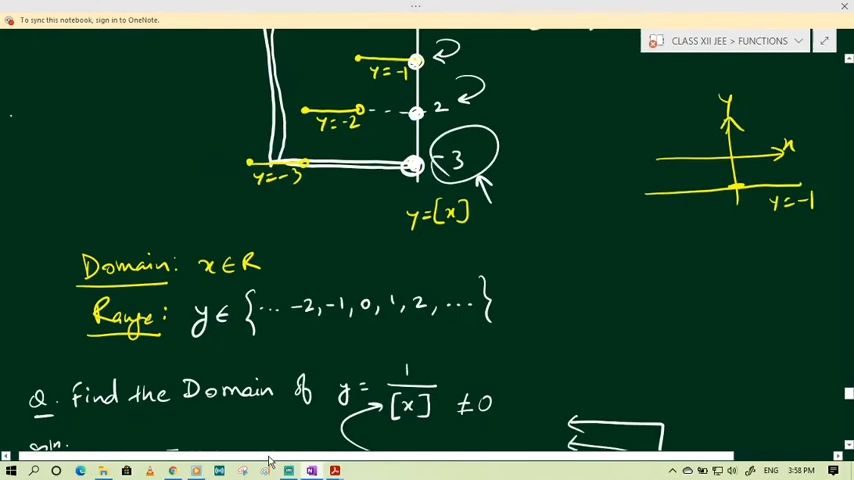 To sync this notebook, sign in to OneNote.
CLASS XII JEE > FUNCTIONS
y=-1
2
y=-2
-3
y=-3
y=[x]
y
x
y=-1
Domain: x∈R
Range: y∈{... -2,-1,0,1,2, ...}
Q. Find the Domain of y= 1/[x] ≠0
Soln.
ENG 3:58 PM